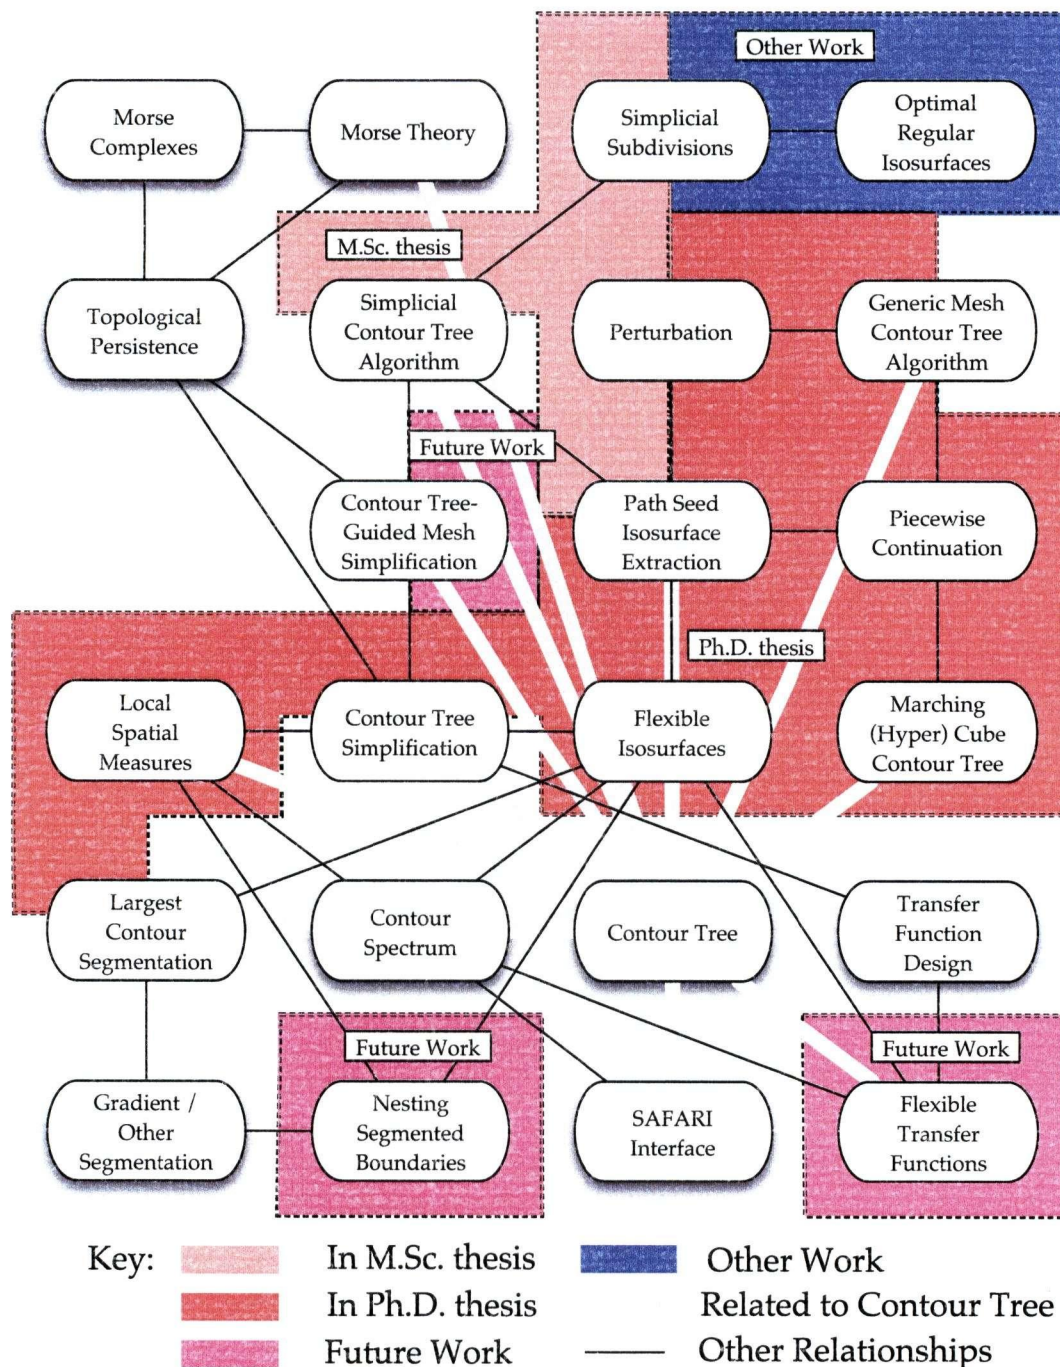 Other Work
Morse
Complexes
Morse Theory
Simplicial
Subdivisions
Optimal
Regular
Isosurfaces
M.Sc. thesis
Topological
Persistence
Simplicial
Contour Tree
Algorithm
Perturbation
Generic Mesh
Contour Tree
Algorithm
Future Work
Contour Tree-
Guided Mesh
Simplification
Path Seed
Isosurface
Extraction
Piecewise
Continuation
Ph.D. thesis
Local
Spatial
Measures
Contour Tree
Simplification
Flexible
Isosurfaces
Marching
(Hyper) Cube
Contour Tree
Largest
Contour
Segmentation
Contour
Spectrum
Contour Tree
Transfer
Function
Design
Future Work
Future Work
Gradient /
Other
Segmentation
Nesting
Segmented
Boundaries
SAFARI
Interface
Flexible
Transfer
Functions
Key:
In M.Sc. thesis
Other Work
In Ph.D. thesis
Related to Contour Tree
Future Work
Other Relationships